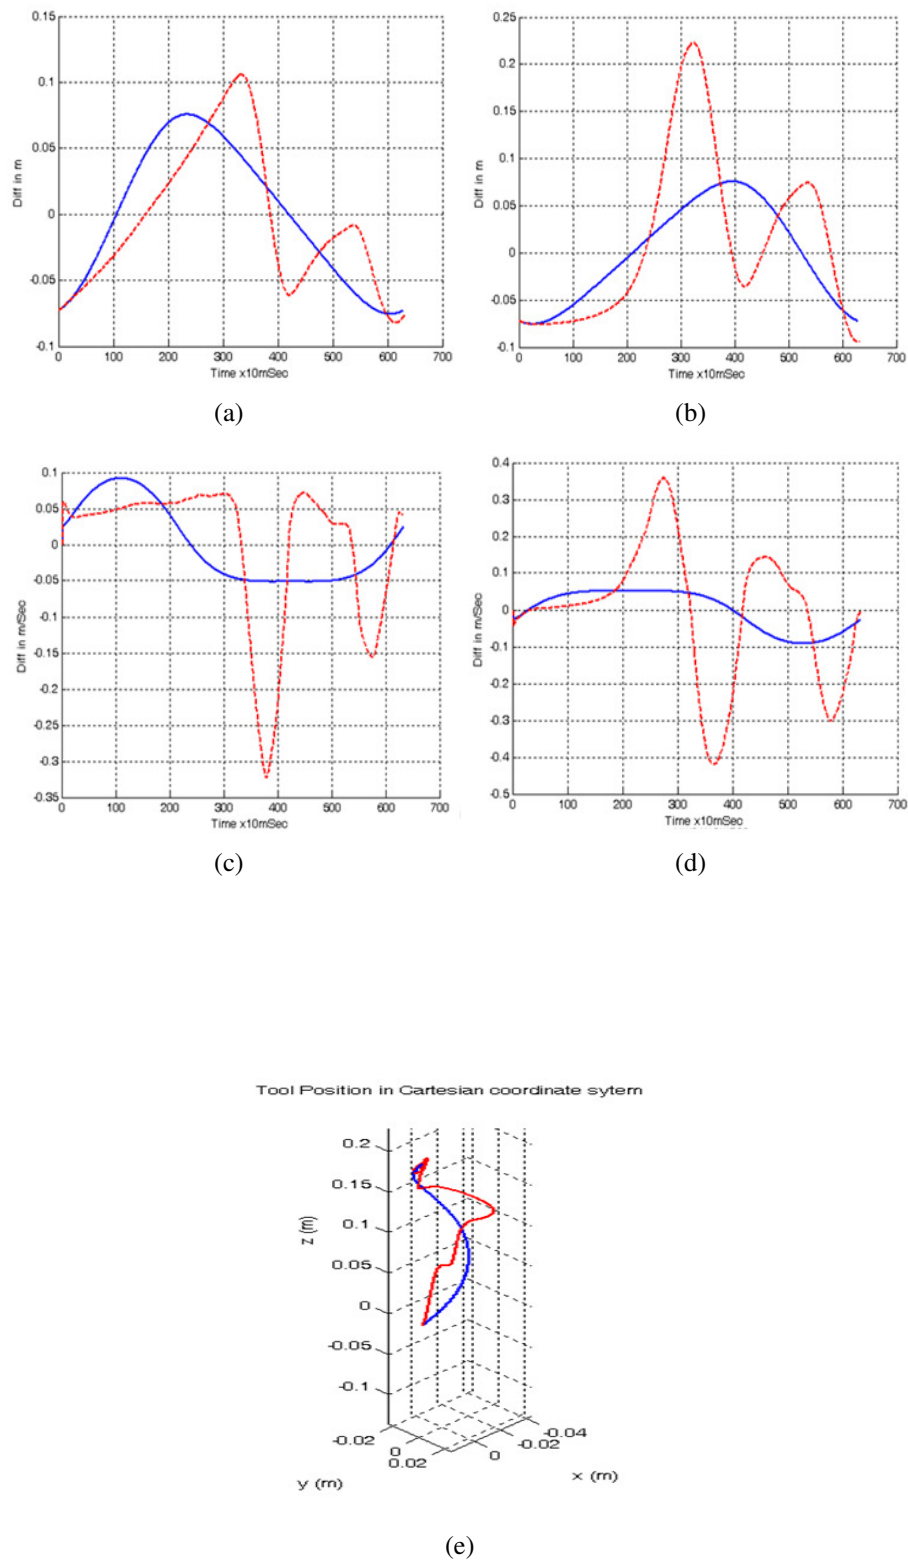 0.15
0.1
0.05
0
-0.05
-0.1
Diff in m
0 100 200 300 400 500 600 700
Time x10mSec
(a)
0.25
0.2
0.15
0.1
0.05
0
-0.05
-0.1
Diff in m
0 100 200 300 400 500 600 700
Time x10mSec
(b)
0.1
0.05
0
-0.05
-0.1
-0.15
-0.2
-0.25
-0.3
-0.35
Diff in m/Sec
0 100 200 300 400 500 600 700
Time x10mSec
(c)
0.4
0.3
0.2
0.1
0
-0.1
-0.2
-0.3
-0.4
-0.5
Diff in m/Sec
0 100 200 300 400 500 600 700
Time x10mSec
(d)
Tool Position in Cartesian coordinate sytem
0.2
0.15
0.1
0.05
0
-0.05
-0.1
z (m)
-0.02 0 0.02
y (m)
0 -0.02 -0.04
x (m)
(e)